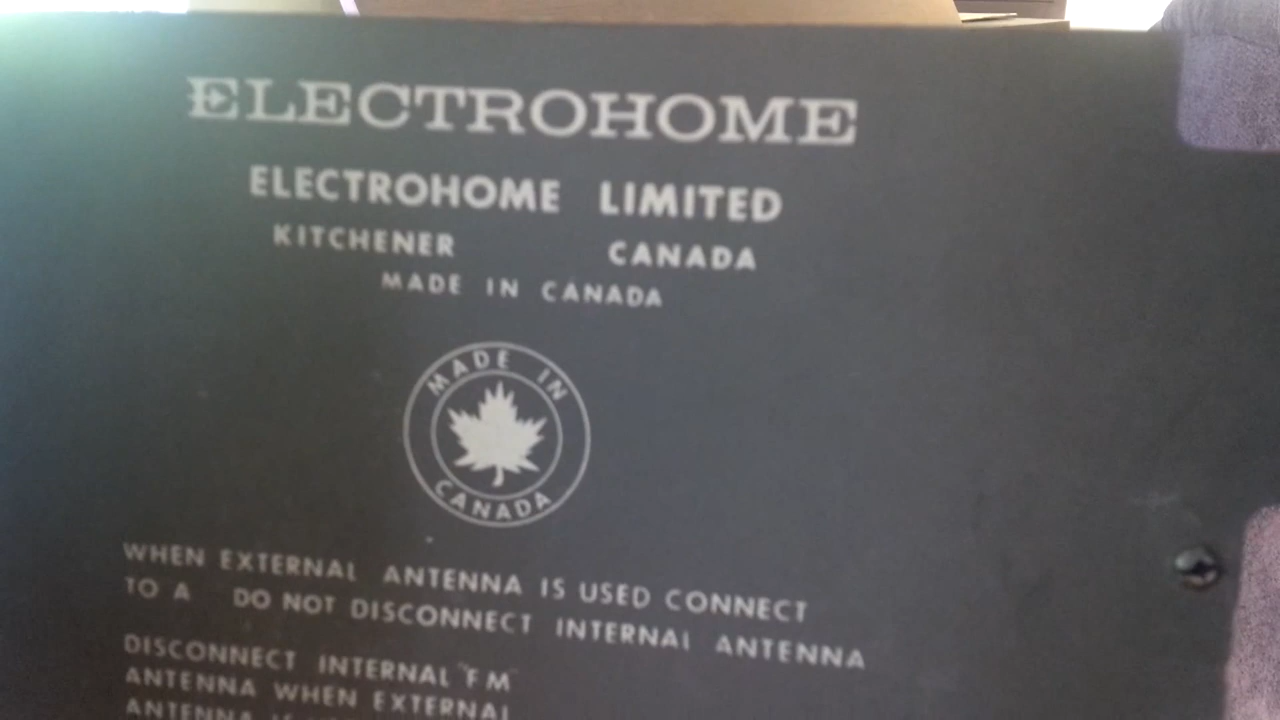 ELECTROHOME
ELECTROHOME LIMITED
KITCHENER CANADA
MADE IN CANADA
MADE IN
CANADA
WHEN EXTERNAL ANTENNA IS USED CONNECT
TO A DO NOT DISCONNECT INTERNAL ANTENNA
DISCONNECT INTERNAL "FM"
ANTENNA WHEN EXTERNAL
ANTENNA